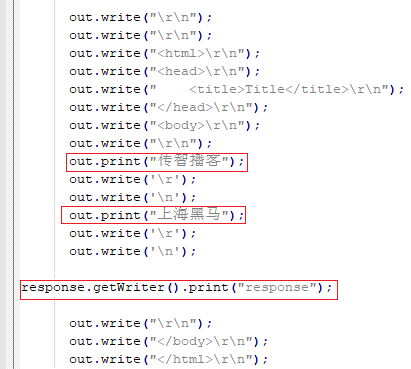 out.write("\r\n");
out.write("\r\n");
out.write("<html>\r\n");
out.write("<head>\r\n");
out.write("    <title>Title</title>\r\n");
out.write("</head>\r\n");
out.write("<body>\r\n");
out.write("\r\n");
out.print("传智播客");
out.write('\r');
out.write('\n');
out.print("上海黑马");
out.write('\r');
out.write('\n');
response.getWriter().print("response");
out.write("\r\n");
out.write("</body>\r\n");
out.write("</html>\r\n");